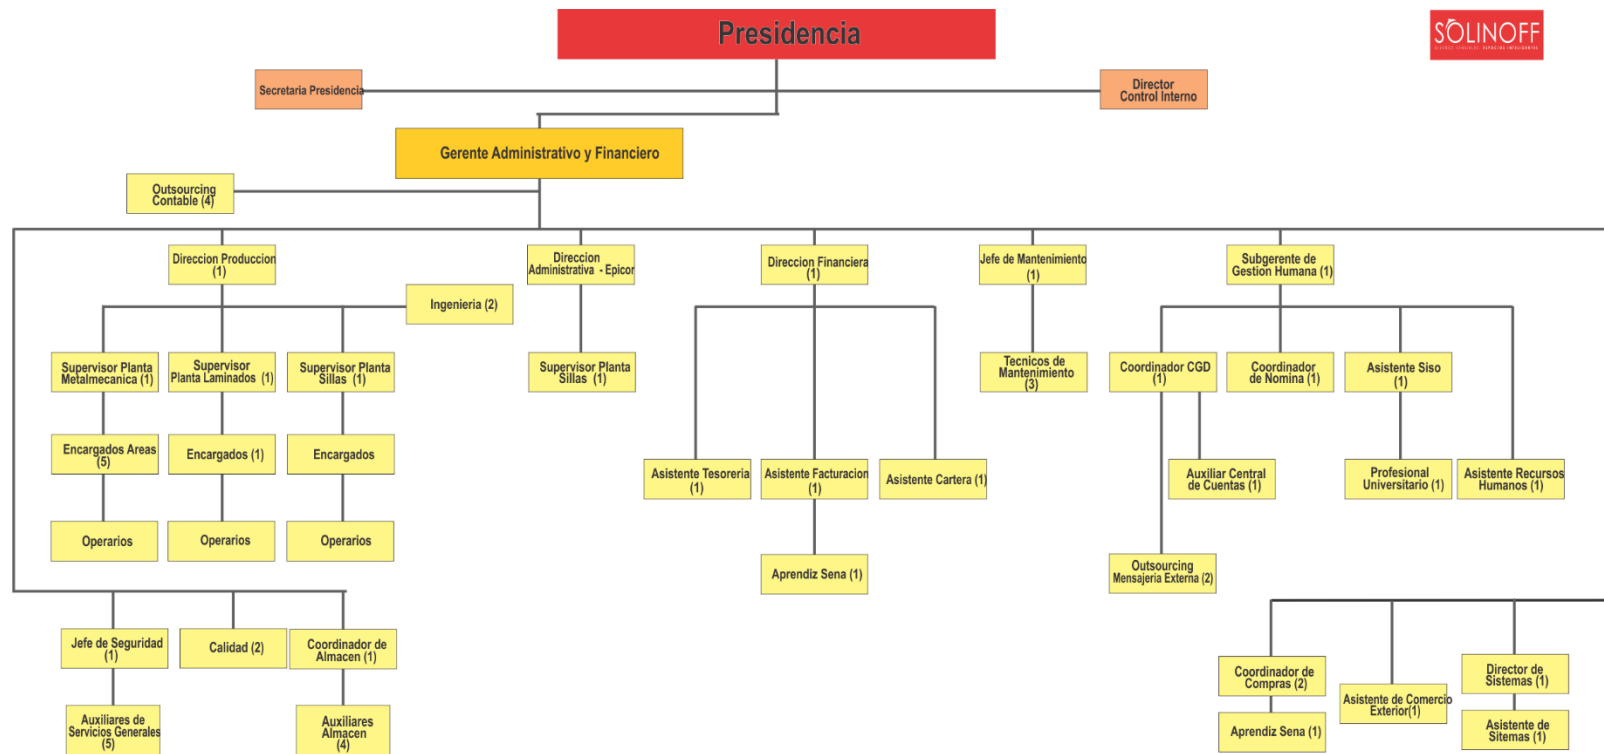 Presidencia
SOLINOFF
Secretaria Presidencia
Director
Control Interno
Gerente Administrativo y Financiero
Outsourcing
Contable (4)
Direccion Produccion
(1)
Direccion
Administrativa - Epicor
Direccion Financiera
(1)
Jefe de Mantenimiento
(1)
Subgerente de
Gestion Humana (1)
Ingenieria (2)
Supervisor Planta
Metalmecanica (1)
Supervisor
Planta Laminados (1)
Supervisor Planta
Sillas (1)
Supervisor Planta
Sillas (1)
Tecnicos de
Mantenimiento
(3)
Coordinador CGD
(1)
Coordinador
de Nomina (1)
Asistente Siso
(1)
Encargados Areas
(5)
Encargados (1)
Encargados
Asistente Tesoreria
(1)
Asistente Facturacion
(1)
Asistente Cartera (1)
Auxiliar Central
de Cuentas (1)
Profesional
Universitario (1)
Asistente Recursos
Humanos (1)
Operarios
Operarios
Operarios
Aprendiz Sena (1)
Outsourcing
Mensajeria Externa (2)
Jefe de Seguridad
(1)
Calidad (2)
Coordinador de
Almacen (1)
Coordinador de
Compras (2)
Asistente de Comercio
Exterior(1)
Director de
Sistemas (1)
Auxiliares de
Servicios Generales
(5)
Auxiliares
Almacen
(4)
Aprendiz Sena (1)
Asistente de
Sitemas (1)